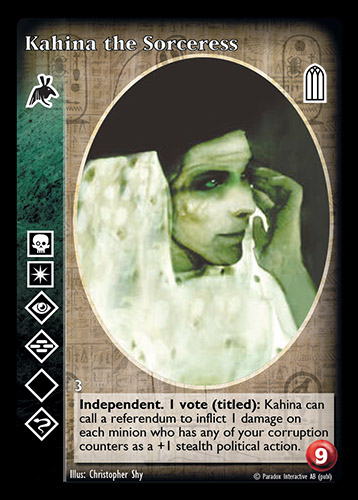 Kahina the Sorceress
3
Independent. 1 vote (titled): Kahina can
call a referendum to inflict 1 damage on
each minion who has any of your corruption
counters as a +1 stealth political action.
9
Illus: Christopher Shy
© Paradox Interactive AB (publ)